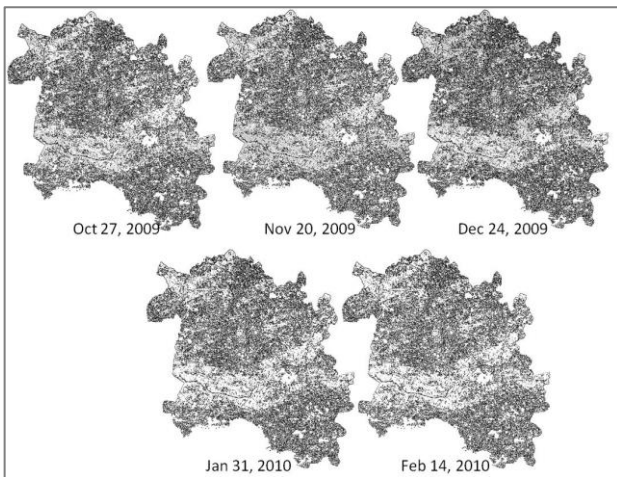 Oct 27, 2009
Nov 20, 2009
Dec 24, 2009
Jan 31, 2010
Feb 14, 2010